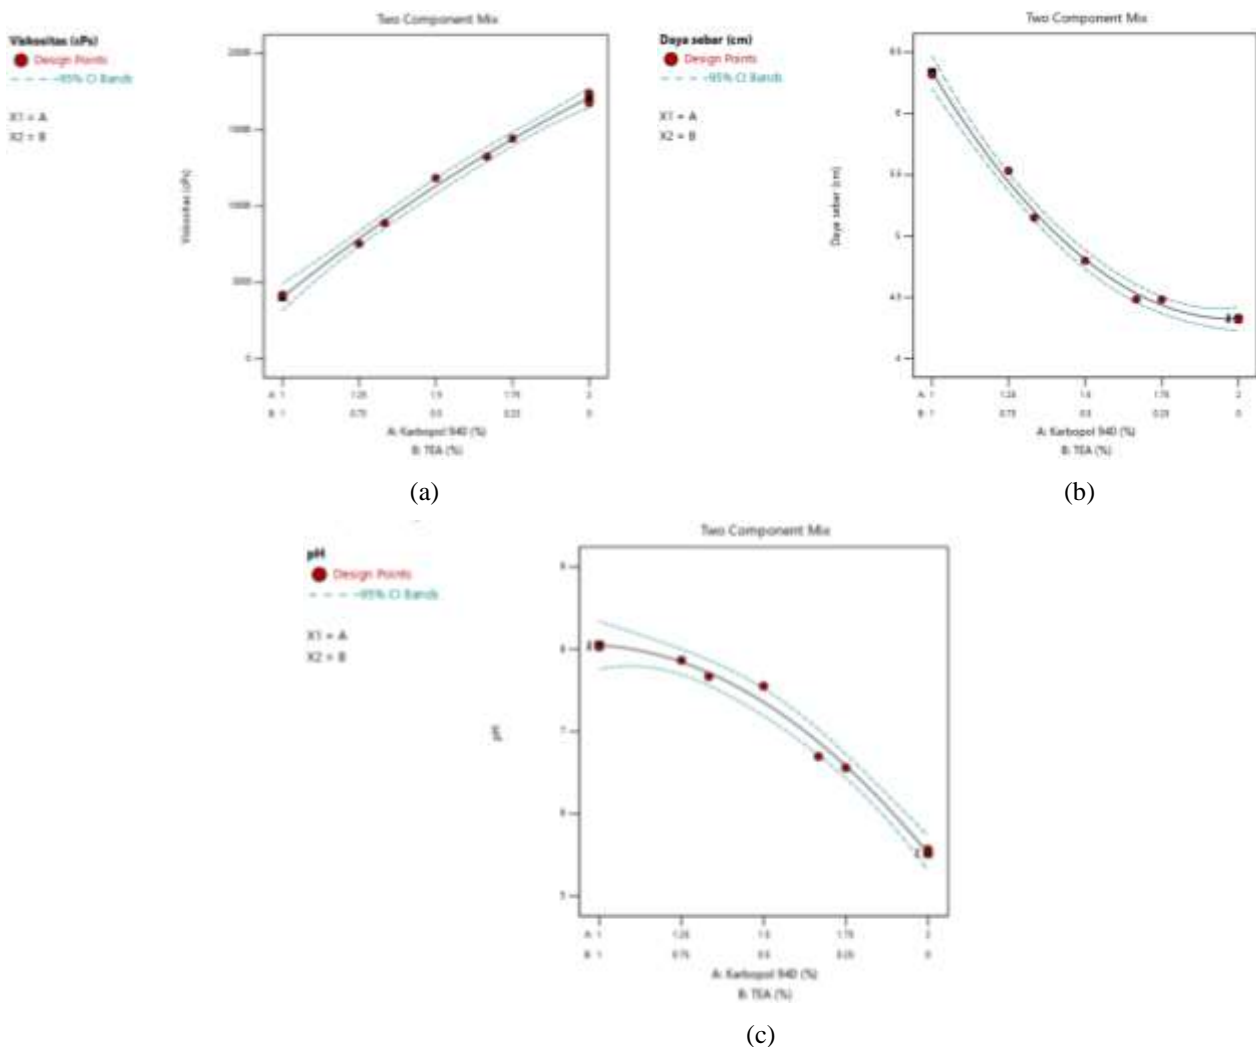 Two Component Mix
Viskositas (cPs)
Design Points
95% CI Bands
X1 = A
X2 = B
Viskositas (cPs)
0
A: 1 1.25 1.5 1.75 2
B: 1 0.75 0.5 0.25 0
A: Karbopol 940 (%)
B: TEA (%)
(a)
Two Component Mix
Daya sebar (cm)
Design Points
95% CI Bands
X1 = A
X2 = B
Daya sebar (cm)
6.5
6
5.5
5
4.5
4
A: 1 1.25 1.5 1.75 2
B: 1 0.75 0.5 0.25 0
A: Karbopol 940 (%)
B: TEA (%)
(b)
Two Component Mix
pH
Design Points
95% CI Bands
X1 = A
X2 = B
pH
9
8
7
6
5
A: 1 1.25 1.5 1.75 2
B: 1 0.75 0.5 0.25 0
A: Karbopol 940 (%)
B: TEA (%)
(c)